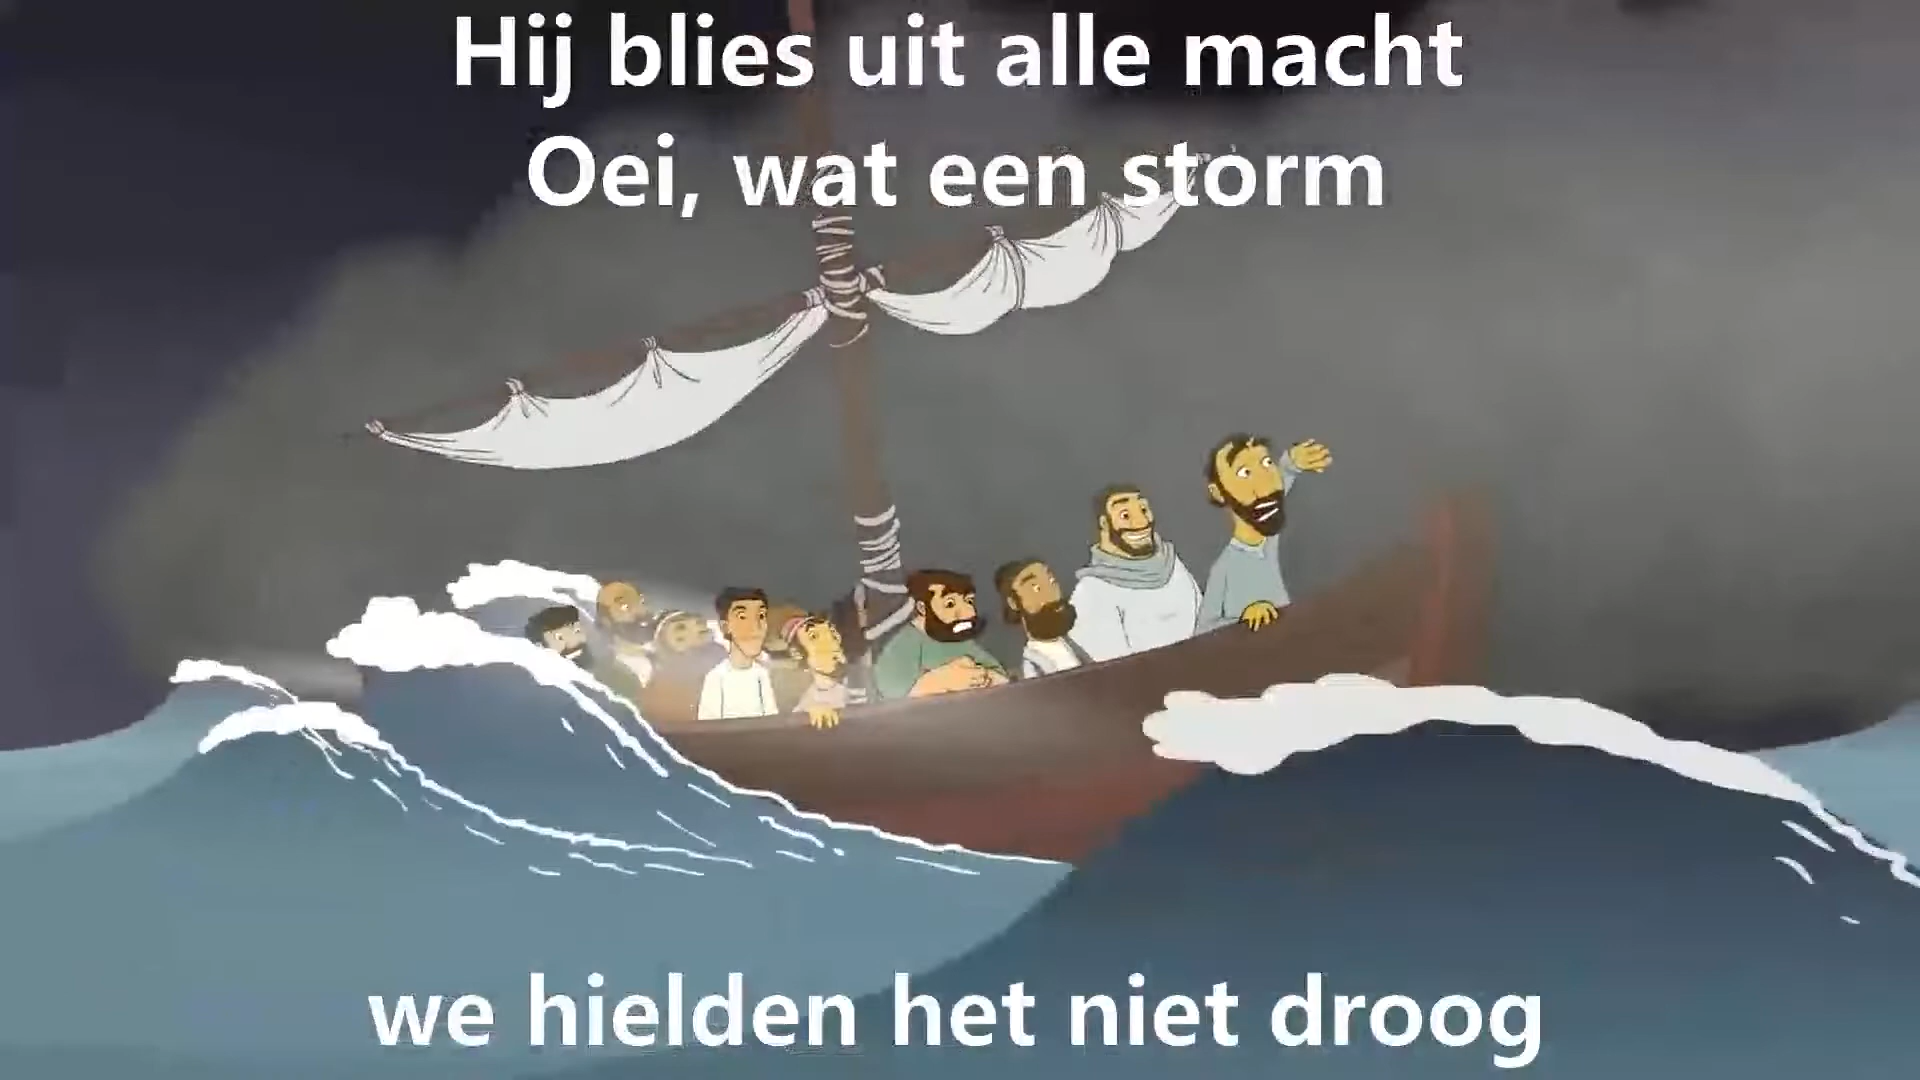 Hij blies uit alle macht
Oei, wat een storm
we hielden het niet droog